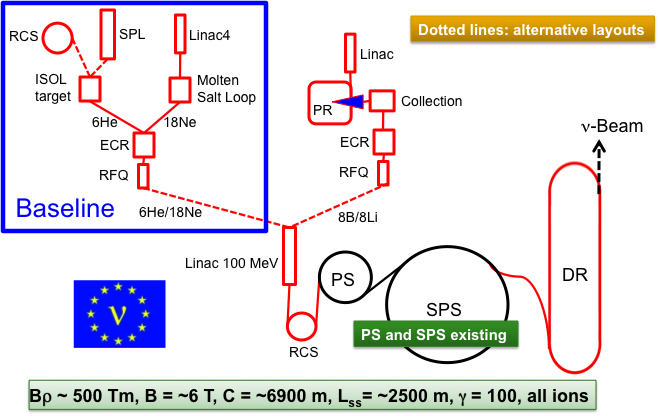 Dotted lines: alternative layouts
RCS
SPL
Linac4
Linac
ISOL
target
Molten
Salt Loop
PR
Collection
6He
18Ne
ECR
ECR
ν-Beam
RFQ
RFQ
Baseline
6He/18Ne
8B/8Li
Linac 100 MeV
PS
DR
SPS
ν
PS and SPS existing
RCS
Bρ ~ 500 Tm, B = ~6 T, C = ~6900 m, Lss= ~2500 m, γ = 100, all ions